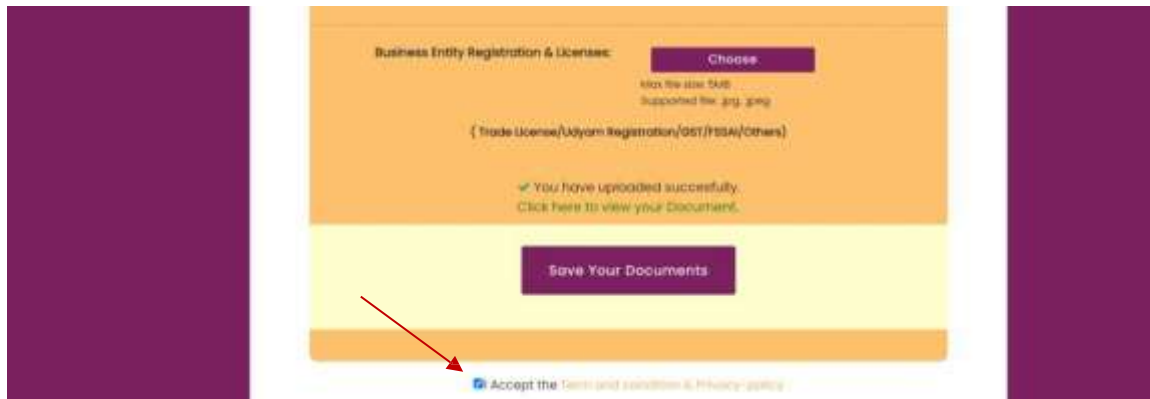 Business Entity Registration & Licenses:
Choose
Max file size: 5MB
Supported file: jpg, jpeg
( Trade License/Udyam Registration/GST/FSSAI/Others)
You have uploaded succesfully.
Click here to view your Document.
Save Your Documents
Accept the Term and condition & Privacy-policy